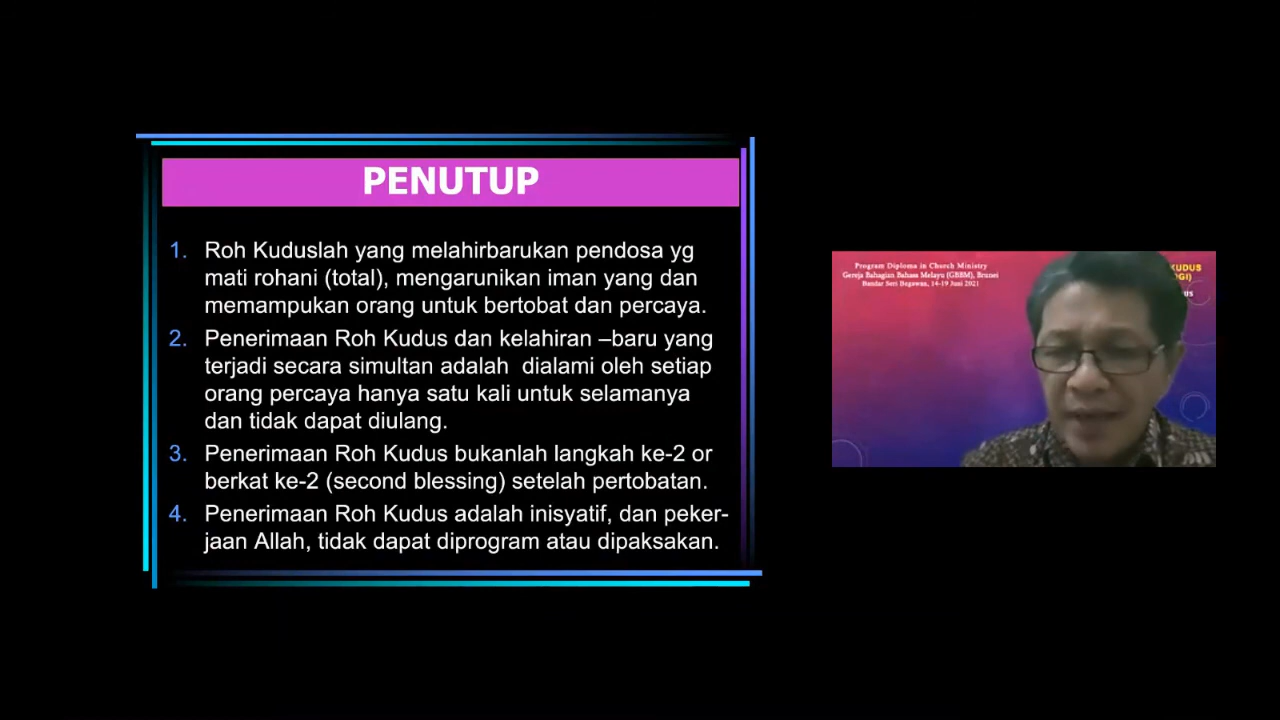 PENUTUP
1. Roh Kuduslah yang melahirbarukan pendosa yg
mati rohani (total), mengarunikan iman yang dan
memampukan orang untuk bertobat dan percaya.
2. Penerimaan Roh Kudus dan kelahiran –baru yang
terjadi secara simultan adalah dialami oleh setiap
orang percaya hanya satu kali untuk selamanya
dan tidak dapat diulang.
3. Penerimaan Roh Kudus bukanlah langkah ke-2 or
berkat ke-2 (second blessing) setelah pertobatan.
4. Penerimaan Roh Kudus adalah inisyatif, dan peker-
jaan Allah, tidak dapat diprogram atau dipaksakan.
Program Diploma in Church Ministry
Gereja Bahagian Bahasa Melayu (GBBM), Brunei
Bandar Seri Begawan, 14-19 Juni 2021
KUDUS